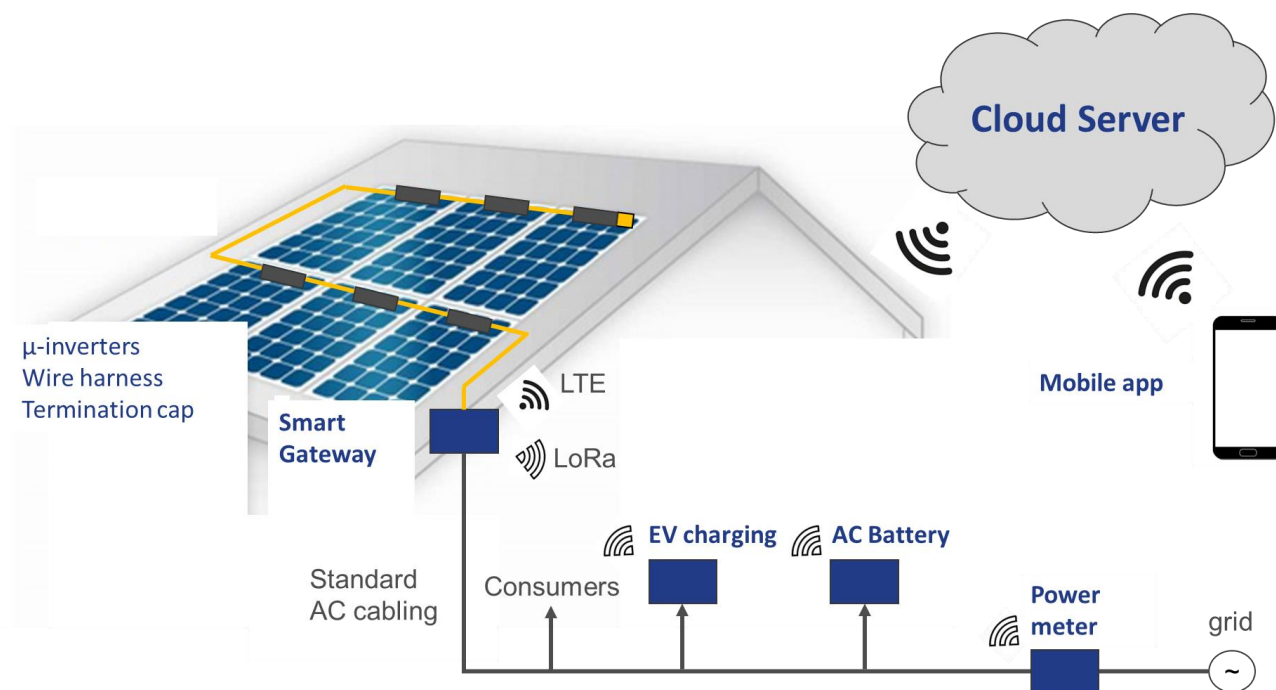 Cloud Server
μ-inverters
Wire harness
Termination cap
Smart
Gateway
LTE
LoRa
Mobile app
Standard
AC cabling
Consumers
EV charging
AC Battery
Power
meter
grid
~